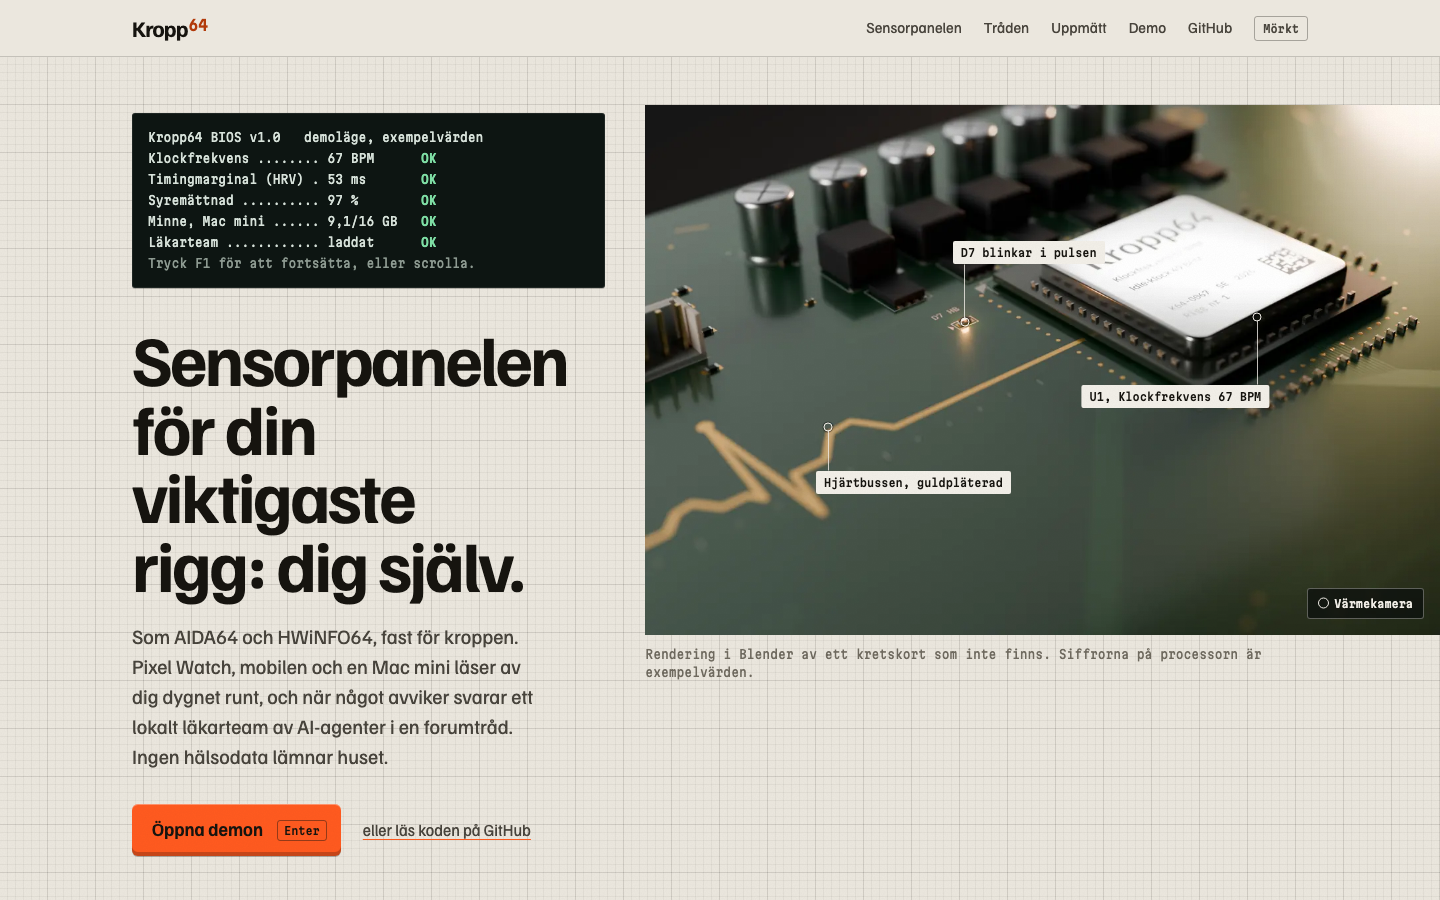 Kropp64
Sensorpanelen Tråden Uppmätt Demo GitHub Mörkt
Kropp64 BIOS v1.0 demoläge, exempelvärden
Klockfrekvens ........ 67 BPM OK
Timingmarginal (HRV) . 53 ms OK
Syremättnad .......... 97 % OK
Minne, Mac mini ...... 9,1/16 GB OK
Läkarteam ............ laddat OK
Tryck F1 för att fortsätta, eller scrolla.
Sensorpanelen
för din
viktigaste
rigg: dig själv.
Som AIDA64 och HWiNFO64, fast för kroppen.
Pixel Watch, mobilen och en Mac mini läser av
dig dygnet runt, och när något avviker svarar ett
lokalt läkarteam av AI-agenter i en forumtråd.
Ingen hälsodata lämnar huset.
Öppna demon Enter
eller läs koden på GitHub
Kropp64
D7 blinkar i pulsen
U1, Klockfrekvens 67 BPM
Hjärtbussen, guldpläterad
Värmekamera
Rendering i Blender av ett kretskort som inte finns. Siffrorna på processorn är
exempelvärden.